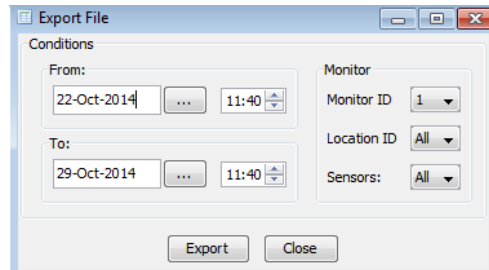 Export File
Conditions
From:
22-Oct-2014 ... 11:40
To:
29-Oct-2014 ... 11:40
Monitor
Monitor ID 1
Location ID All
Sensors: All
Export Close